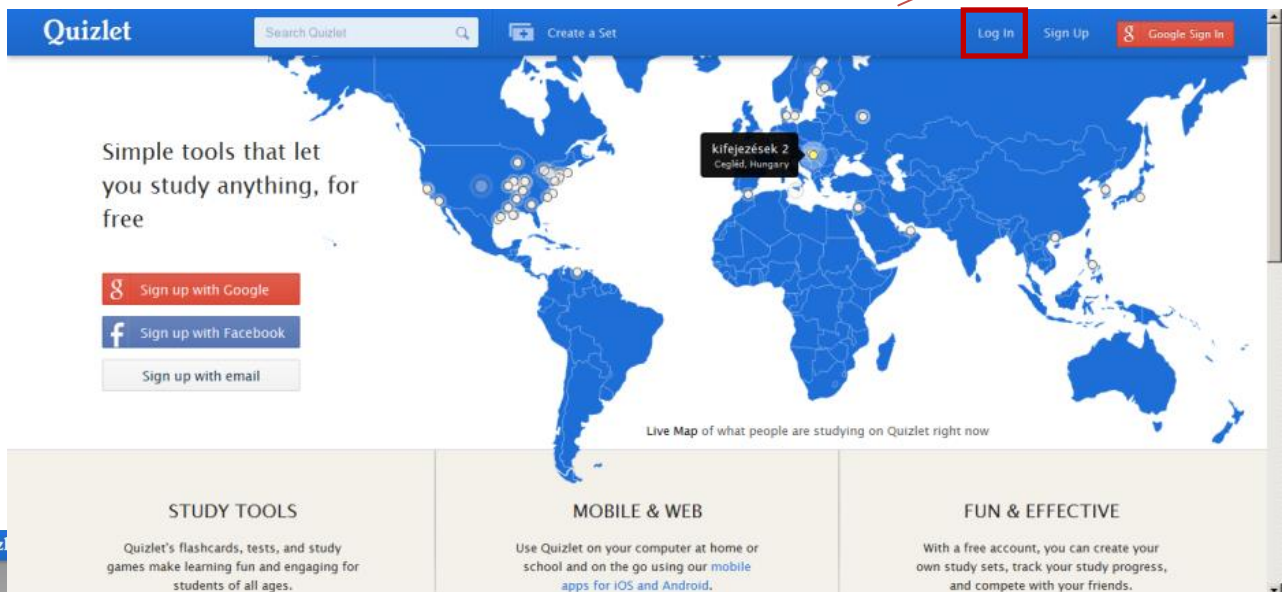 Quizlet
Search Quizlet
Create a Set
Log In
Sign Up
g Google Sign In
Simple tools that let
you study anything, for
free
g Sign up with Google
f Sign up with Facebook
Sign up with email
kifejezések 2
Cegléd, Hungary
Live Map of what people are studying on Quizlet right now
STUDY TOOLS
Quizlet's flashcards, tests, and study
games make learning fun and engaging for
students of all ages.
MOBILE & WEB
Use Quizlet on your computer at home or
school and on the go using our mobile
apps for iOS and Android.
FUN & EFFECTIVE
With a free account, you can create your
own study sets, track your study progress,
and compete with your friends.